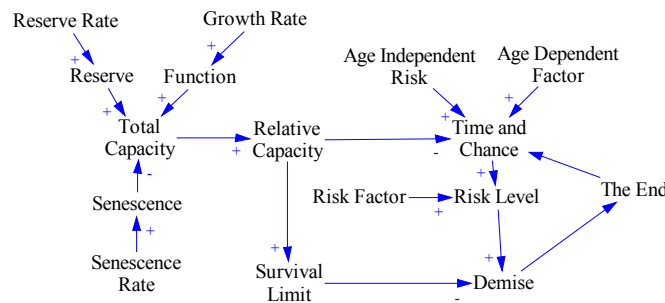 Reserve Rate
Growth Rate
+
+
Reserve
Function
Age Independent
Risk
Age Dependent
Factor
+
+
+
+
Total
Capacity
+
Relative
Capacity
-
Time and
Chance
-
+
Senescence
Risk Factor
+
Risk Level
The End
+
Senescence
Rate
+
Survival
Limit
+
-
Demise